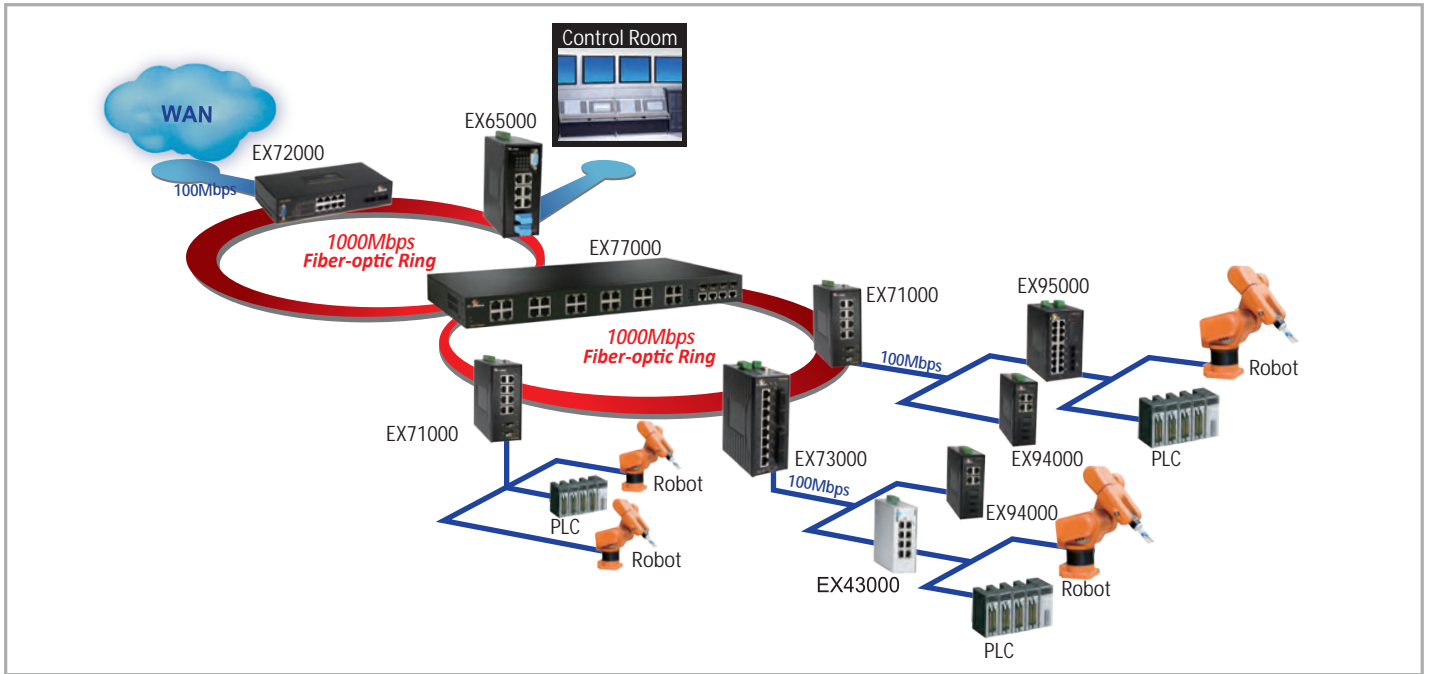 Control Room
WAN
EX65000
EX72000
100Mbps
1000Mbps
Fiber-optic Ring
EX77000
EX71000
EX95000
1000Mbps
Fiber-optic Ring
100Mbps
Robot
EX71000
EX94000
PLC
EX73000
100Mbps
Robot
EX94000
PLC
Robot
EX43000
Robot
PLC